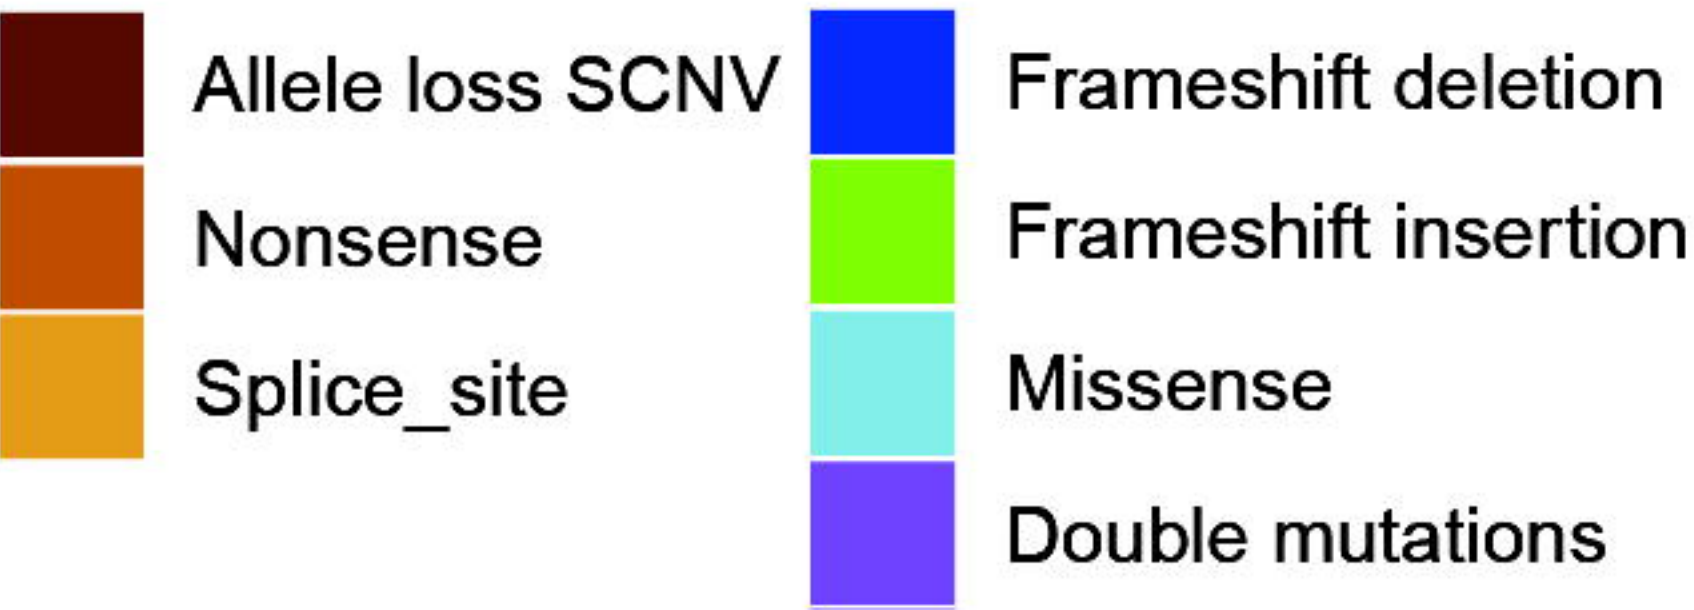 Allele loss SCNV
Nonsense
Splice_site
Frameshift deletion
Frameshift insertion
Missense
Double mutations